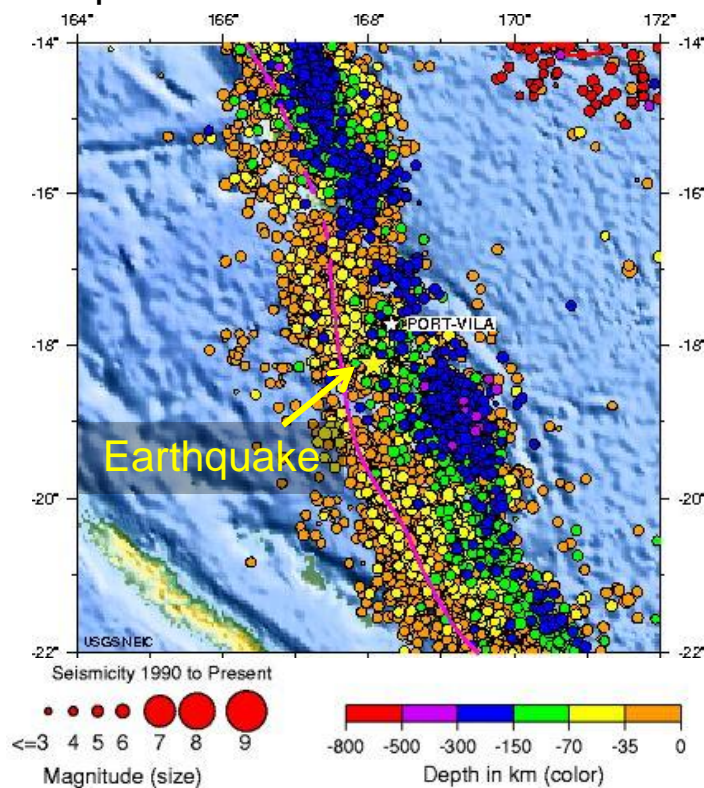 164° 166° 168° 170° 172°
-14° -14°
-16° -16°
PORT-VILA
-18° -18°
Earthquake
-20° -20°
USGS NEIC
-22° -22°
Seismicity 1990 to Present
<=3 4 5 6 7 8 9
Magnitude (size)
-800 -500 -300 -150 -70 -35 0
Depth in km (color)